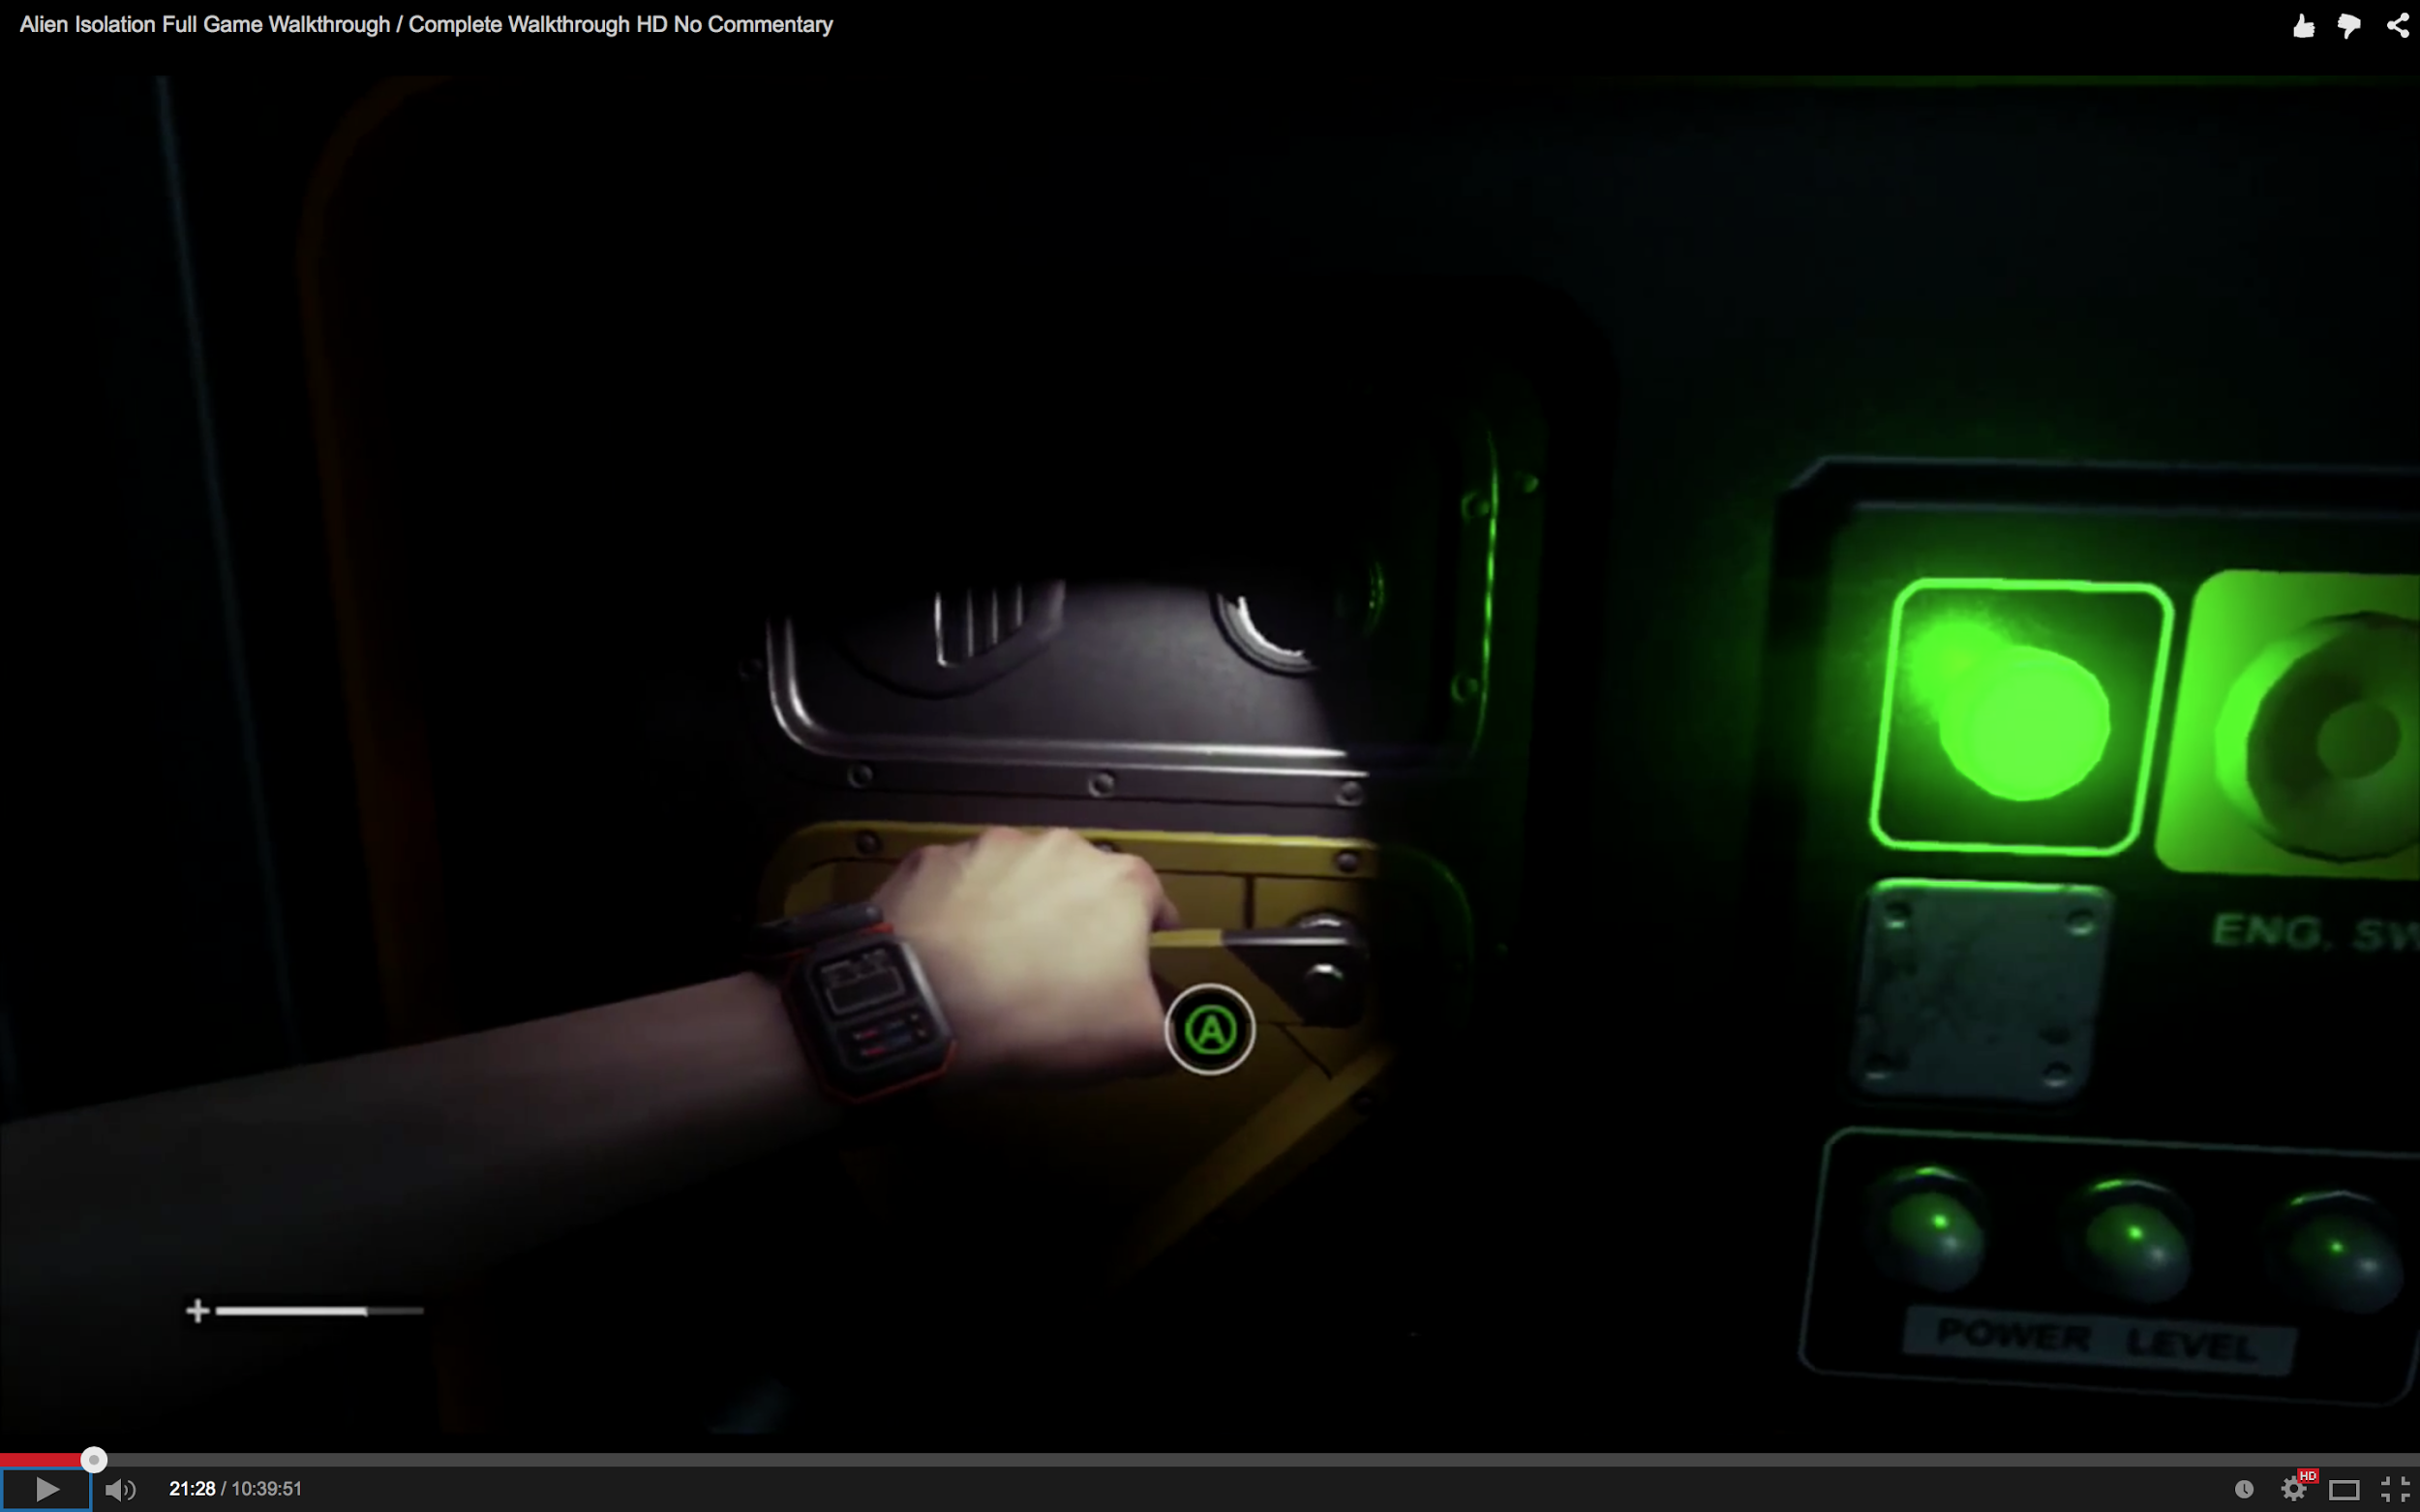 Alien Isolation Full Game Walkthrough / Complete Walkthrough HD No Commentary
A
ENG.
POWER LEVEL
21:28 / 10:39:51
HD